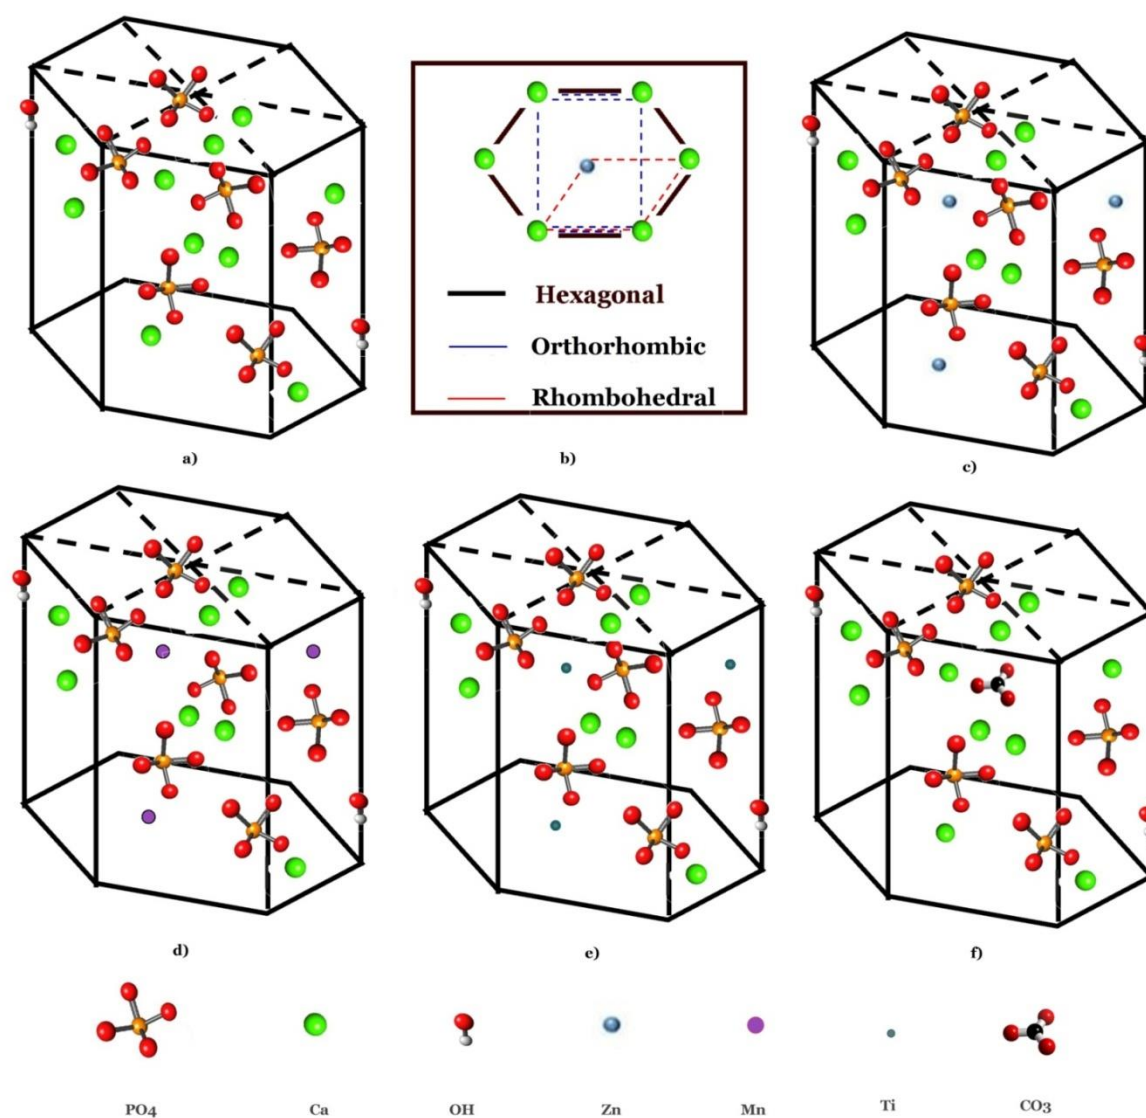 Hexagonal
Orthorhombic
Rhombohedral
a)
b)
c)
d)
e)
f)
PO4
Ca
OH
Zn
Mn
Ti
CO3